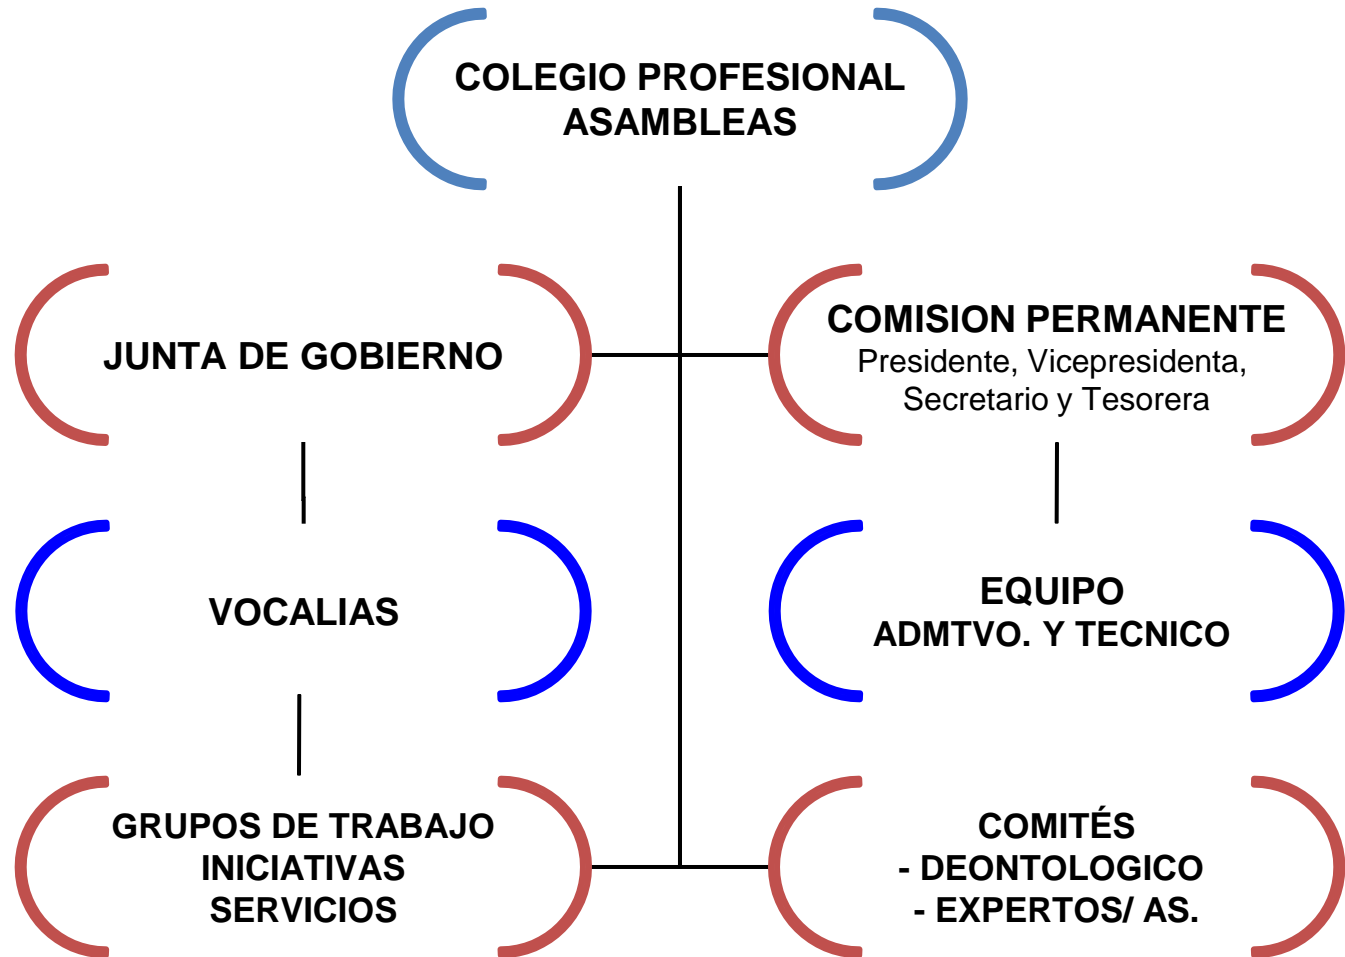 COLEGIO PROFESIONAL
ASAMBLEAS
JUNTA DE GOBIERNO
COMISION PERMANENTE
Presidente, Vicepresidenta,
Secretario y Tesorera
VOCALIAS
EQUIPO
ADMTVO. Y TECNICO
GRUPOS DE TRABAJO
INICIATIVAS
SERVICIOS
COMITÉS
- DEONTOLOGICO
- EXPERTOS/ AS.